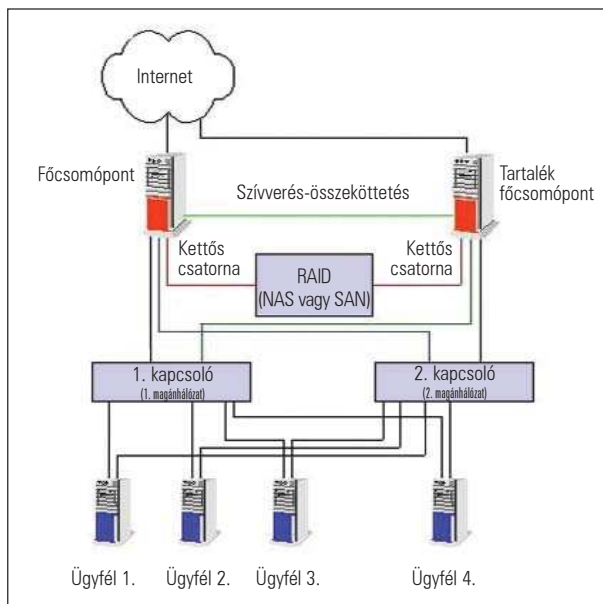 Internet
Főcsomópont
Tartalék
főcsomópont
Szívverés-összeköttetés
Kettős
csatorna
Kettős
csatorna
RAID
(NAS vagy SAN)
1. kapcsoló
(1. magánhálózat)
2. kapcsoló
(2. magánhálózat)
Ügyfél 1.
Ügyfél 2.
Ügyfél 3.
Ügyfél 4.